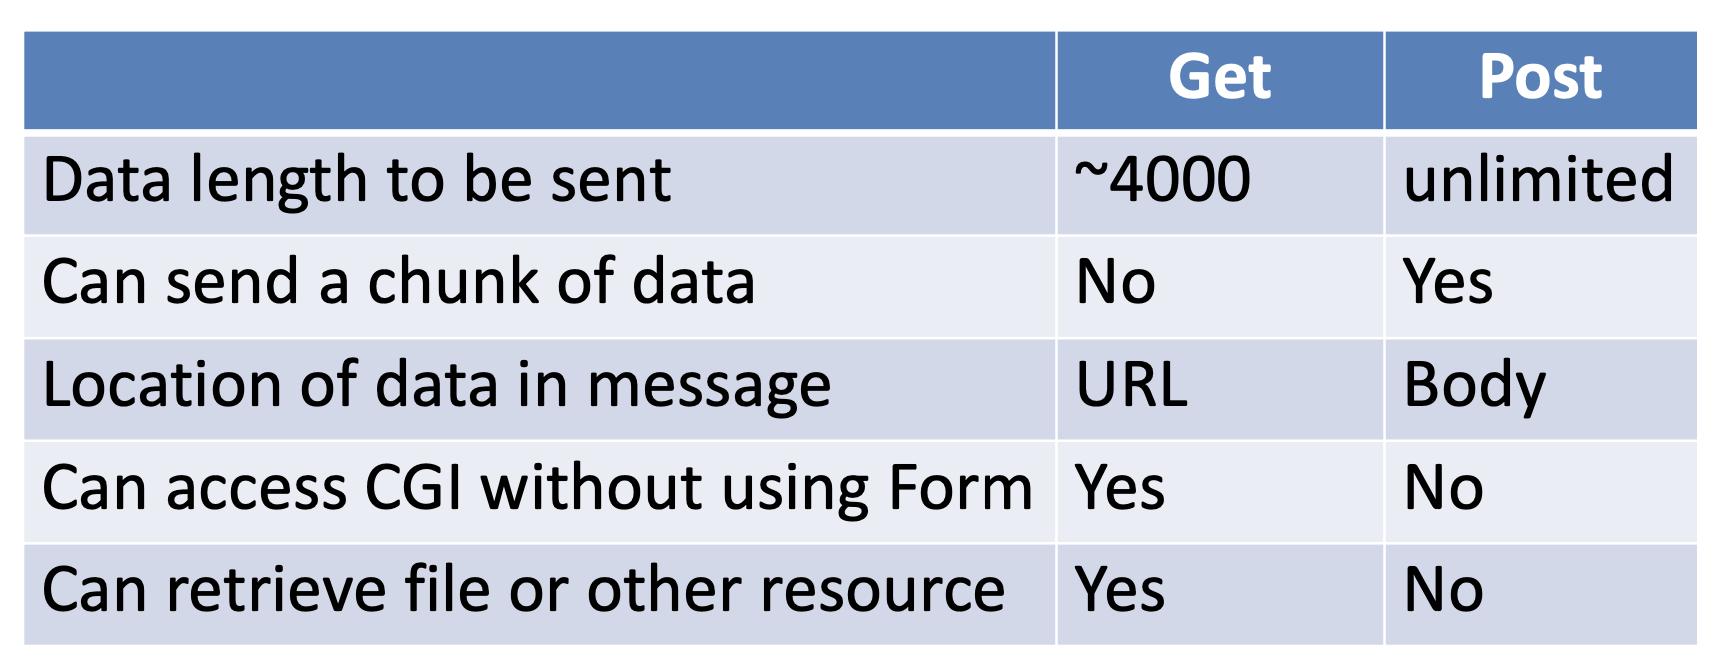 Get Post
Data length to be sent ~4000 unlimited
Can send a chunk of data No Yes
Location of data in message URL Body
Can access CGI without using Form Yes No
Can retrieve file or other resource Yes No